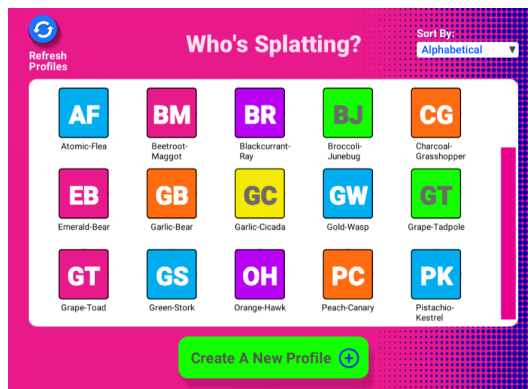 Who's Splatting?
Sort By:
Alphabetical
Refresh
Profiles
AF
BM
BR
BJ
CG
Atomic-Flea
Beetroot-
Maggot
Blackcurrant-
Ray
Broccoli-
Junebug
Charcoal-
Grasshopper
EB
GB
GC
GW
GT
Emerald-Bear
Garlic-Bear
Garlic-Cicada
Gold-Wasp
Grape-Tadpole
GT
GS
OH
PC
PK
Grape-Toad
Green-Stork
Orange-Hawk
Peach-Canary
Pistachio-
Kestrel
Create A New Profile